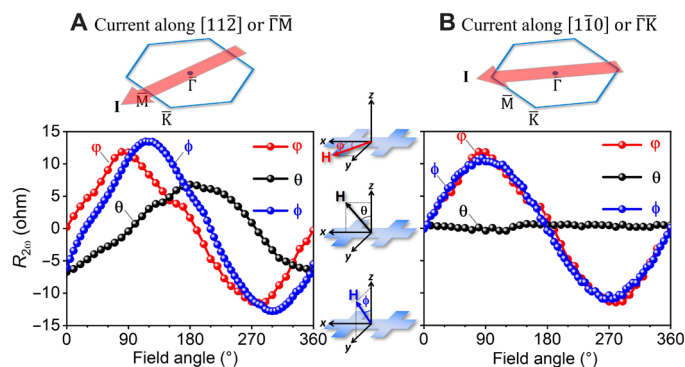 A Current along [112̅] or Γ̅M̅
I
M̅
Γ̅
K̅
15
10
5
0
−5
−10
−15
R2ω (ohm)
φ
ϕ
θ
φ
θ
ϕ
0 90 180 270 360
Field angle (°)
z
x
H
φ
y
z
H
θ
x
y
z
H
ϕ
x
y
B Current along [11̅0] or Γ̅K̅
I
Γ̅
M̅
K̅
φ
ϕ
θ
φ
θ
ϕ
0 90 180 270 360
Field angle (°)